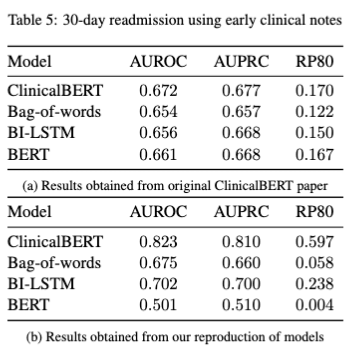 Table 5: 30-day readmission using early clinical notes
Model AUROC AUPRC RP80
ClinicalBERT 0.672 0.677 0.170
Bag-of-words 0.654 0.657 0.122
BI-LSTM 0.656 0.668 0.150
BERT 0.661 0.668 0.167
(a) Results obtained from original ClinicalBERT paper
Model AUROC AUPRC RP80
ClinicalBERT 0.823 0.810 0.597
Bag-of-words 0.675 0.660 0.058
BI-LSTM 0.702 0.700 0.238
BERT 0.501 0.510 0.004
(b) Results obtained from our reproduction of models